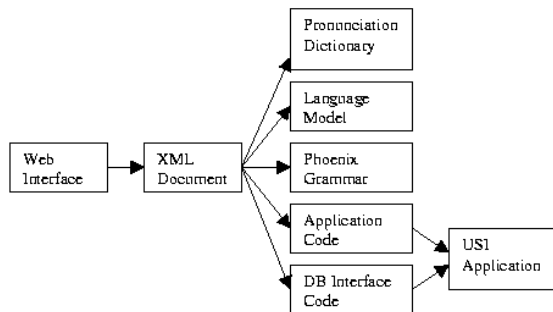 Pronunciation
Dictionary
Language
Model
Web
Interface
XML
Document
Phoenix
Grammar
Application
Code
USI
Application
DB Interface
Code